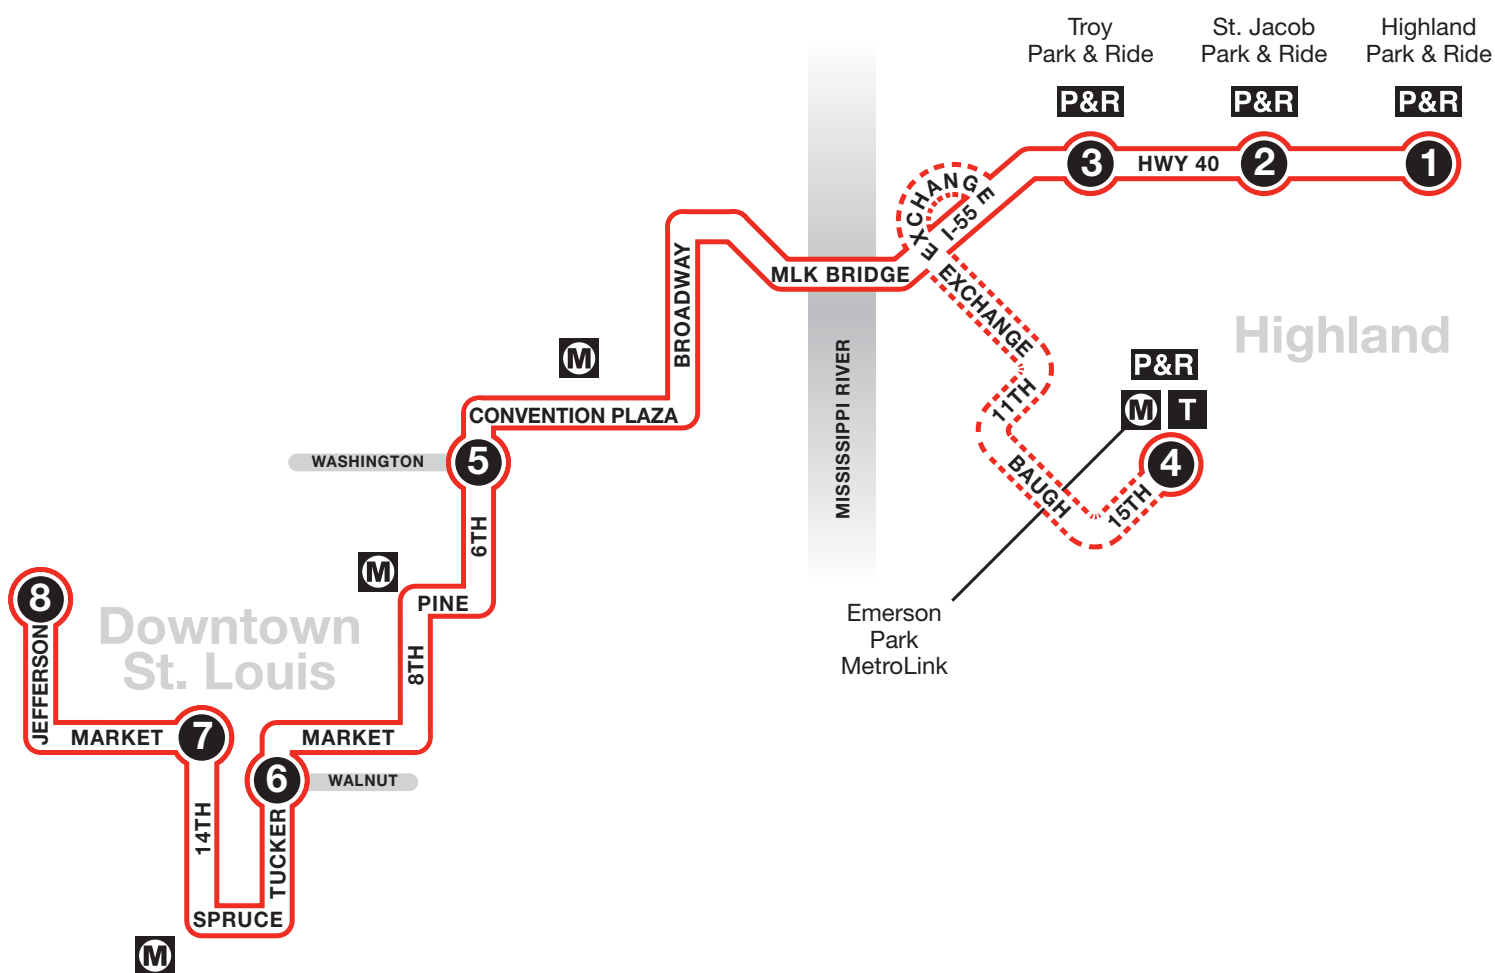 Troy
Park & Ride
St. Jacob
Park & Ride
Highland
Park & Ride
P&R
P&R
P&R
3
HWY 40
2
1
EXCHANGE
I-55
BROADWAY
MLK BRIDGE
EXCHANGE
Highland
MISSISSIPPI RIVER
M
P&R
11TH
M
T
CONVENTION PLAZA
WASHINGTON
5
4
BAUGH
15TH
6TH
M
8
PINE
Emerson
Park
MetroLink
Downtown
St. Louis
8TH
JEFFERSON
MARKET
7
MARKET
6
WALNUT
14TH
TUCKER
SPRUCE
M